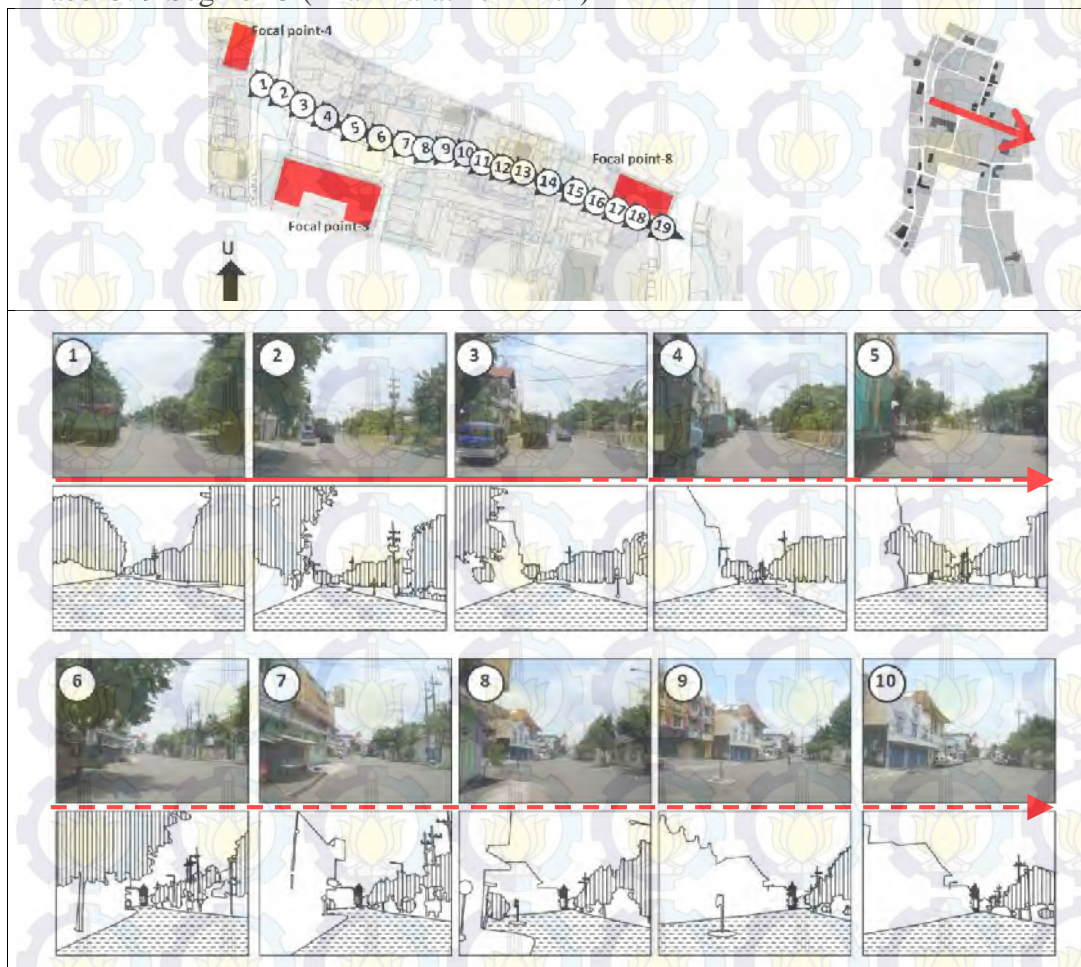 Focal point-4
1 2 3 4 5 6 7 8 9 10 11 12 13 14 15 16 17 18 19
Focal point-8
Focal point-
U
1 2 3 4 5
6 7 8 9 10